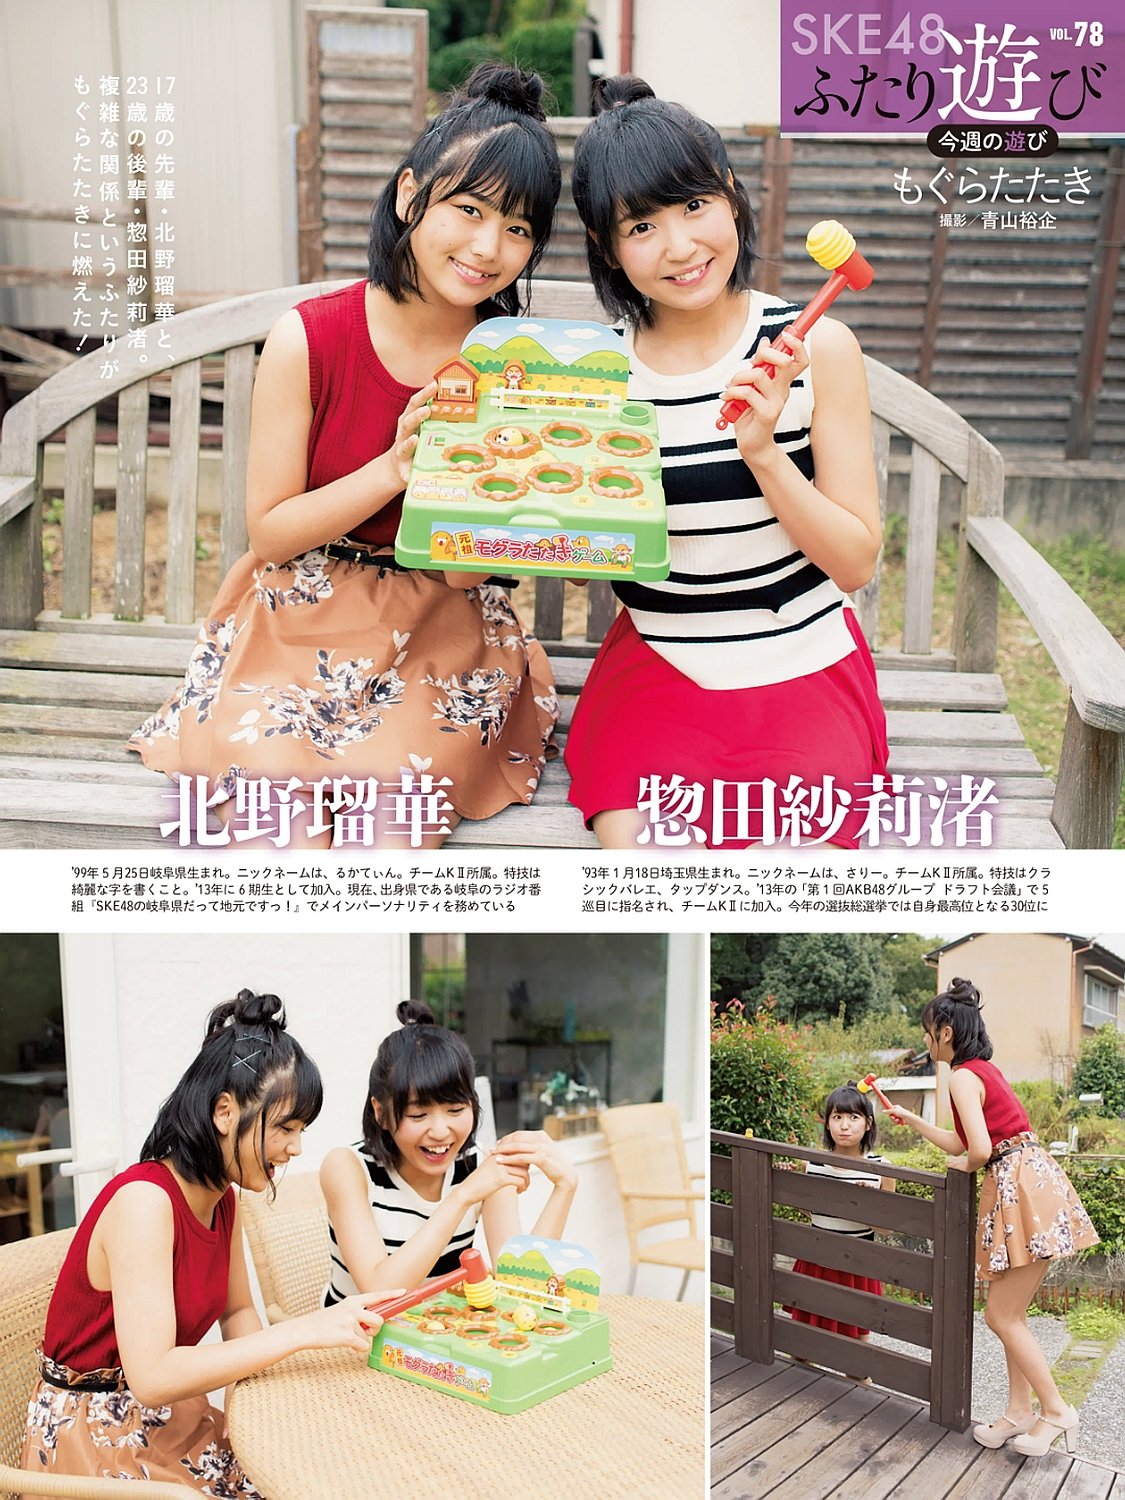 SKE48
VOL.78
ふたり遊び
今週の遊び
もぐらたたき
撮影／青山裕企
17歳の先輩・北野瑠華と、
23歳の後輩・惣田紗莉渚。
複雑な関係というふたりが
もぐらたたきに燃えた！
元祖
モグラたたきゲーム
北野瑠華
'99年5月25日岐阜県生まれ。ニックネームは、るかてぃん。チームKⅡ所属。特技は
綺麗な字を書くこと。'13年に6期生として加入。現在、出身県である岐阜のラジオ番
組『SKE48の岐阜県だって地元ですっ！』でメインパーソナリティを務めている
惣田紗莉渚
'93年1月18日埼玉県生まれ。ニックネームは、さりー。チームKⅡ所属。特技はクラ
シックバレエ、タップダンス。'13年の「第1回AKB48グループ ドラフト会議」で5
巡目に指名され、チームKⅡに加入。今年の選抜総選挙では自身最高位となる30位に
元祖
モグラたたきゲーム